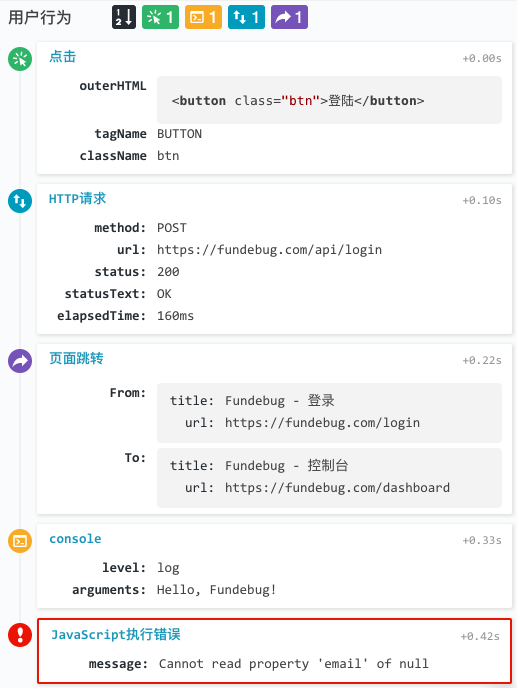 用户行为 1 1 1 1
点击 +0.00s
outerHTML <button class="btn">登陆</button>
tagName BUTTON
className btn
HTTP请求 +0.10s
method: POST
url: https://fundebug.com/api/login
status: 200
statusText: OK
elapsedTime: 160ms
页面跳转 +0.22s
From: title: Fundebug - 登录
url: https://fundebug.com/login
To: title: Fundebug - 控制台
url: https://fundebug.com/dashboard
console +0.33s
level: log
arguments: Hello, Fundebug!
JavaScript执行错误 +0.42s
message: Cannot read property 'email' of null